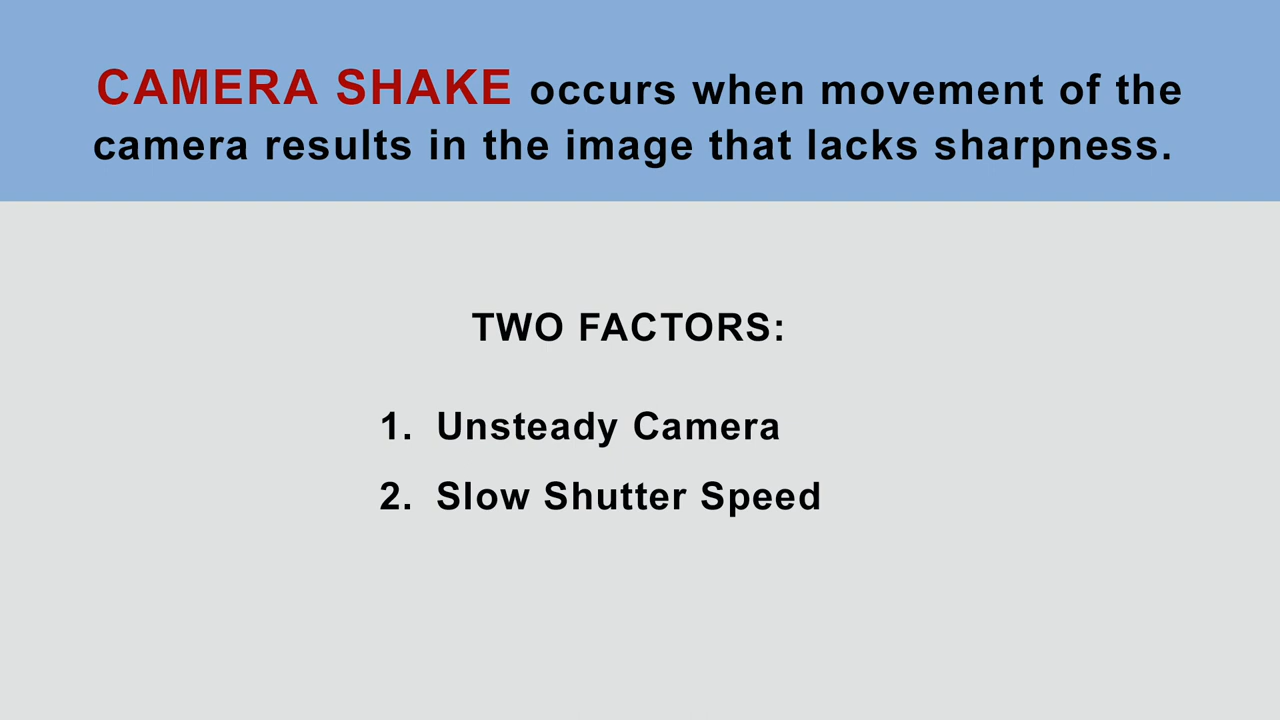 CAMERA SHAKE occurs when movement of the
camera results in the image that lacks sharpness.
TWO FACTORS:
1. Unsteady Camera
2. Slow Shutter Speed